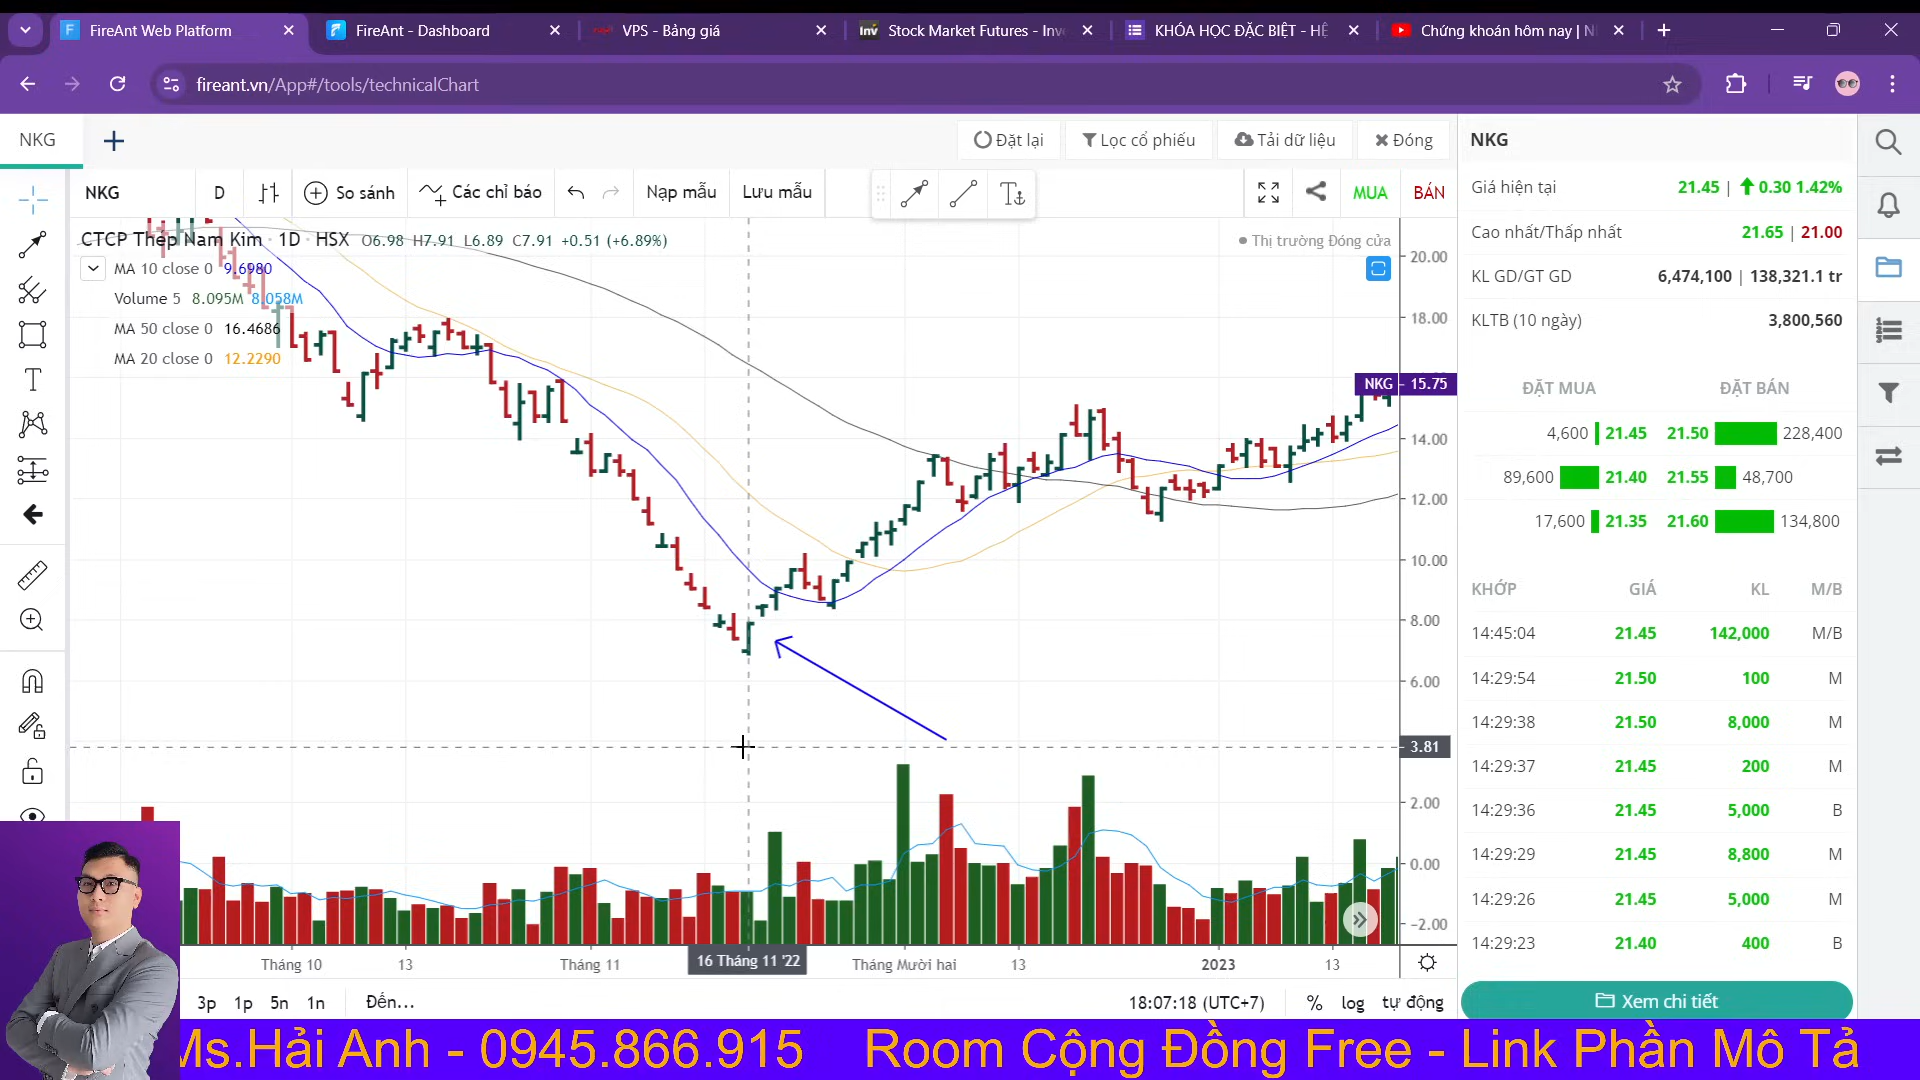 FireAnt Web Platform
FireAnt - Dashboard
VPS - Bảng giá
Stock Market Futures - Inve
KHÓA HỌC ĐẶC BIỆT - HỆ
Chứng khoán hôm nay | N
fireant.vn/App#/tools/technicalChart
NKG
Đặt lại
Lọc cổ phiếu
Tải dữ liệu
Đóng
NKG
NKG
D
So sánh
Các chỉ báo
Nạp mẫu
Lưu mẫu
MUA
BÁN
CTCP Thép Nam Kim · 1D · HSX O6.98 H7.91 L6.89 C7.91 +0.51 (+6.89%)
Thị trường Đóng cửa
MA 10 close 0 9.6980
Volume 5 8.095M 8.058M
MA 50 close 0 16.4686
MA 20 close 0 12.2290
20.00
18.00
NKG 15.75
14.00
12.00
10.00
8.00
6.00
3.81
2.00
0.00
-2.00
Tháng 10
13
Tháng 11
16 Tháng 11 '22
Tháng Mười hai
13
2023
13
3p 1p 5n 1n Đến...
18:07:18 (UTC+7) % log tự động
Giá hiện tại 21.45 | 0.30 1.42%
Cao nhất/Thấp nhất 21.65 | 21.00
KL GD/GT GD 6,474,100 | 138,321.1 tr
KLTB (10 ngày) 3,800,560
ĐẶT MUA ĐẶT BÁN
4,600 21.45 21.50 228,400
89,600 21.40 21.55 48,700
17,600 21.35 21.60 134,800
KHỚP GIÁ KL M/B
14:45:04 21.45 142,000 M/B
14:29:54 21.50 100 M
14:29:38 21.50 8,000 M
14:29:37 21.45 200 M
14:29:36 21.45 5,000 B
14:29:29 21.45 8,800 M
14:29:26 21.45 5,000 M
14:29:23 21.40 400 B
Xem chi tiết
Ms.Hải Anh - 0945.866.915 Room Cộng Đồng Free - Link Phần Mô Tả